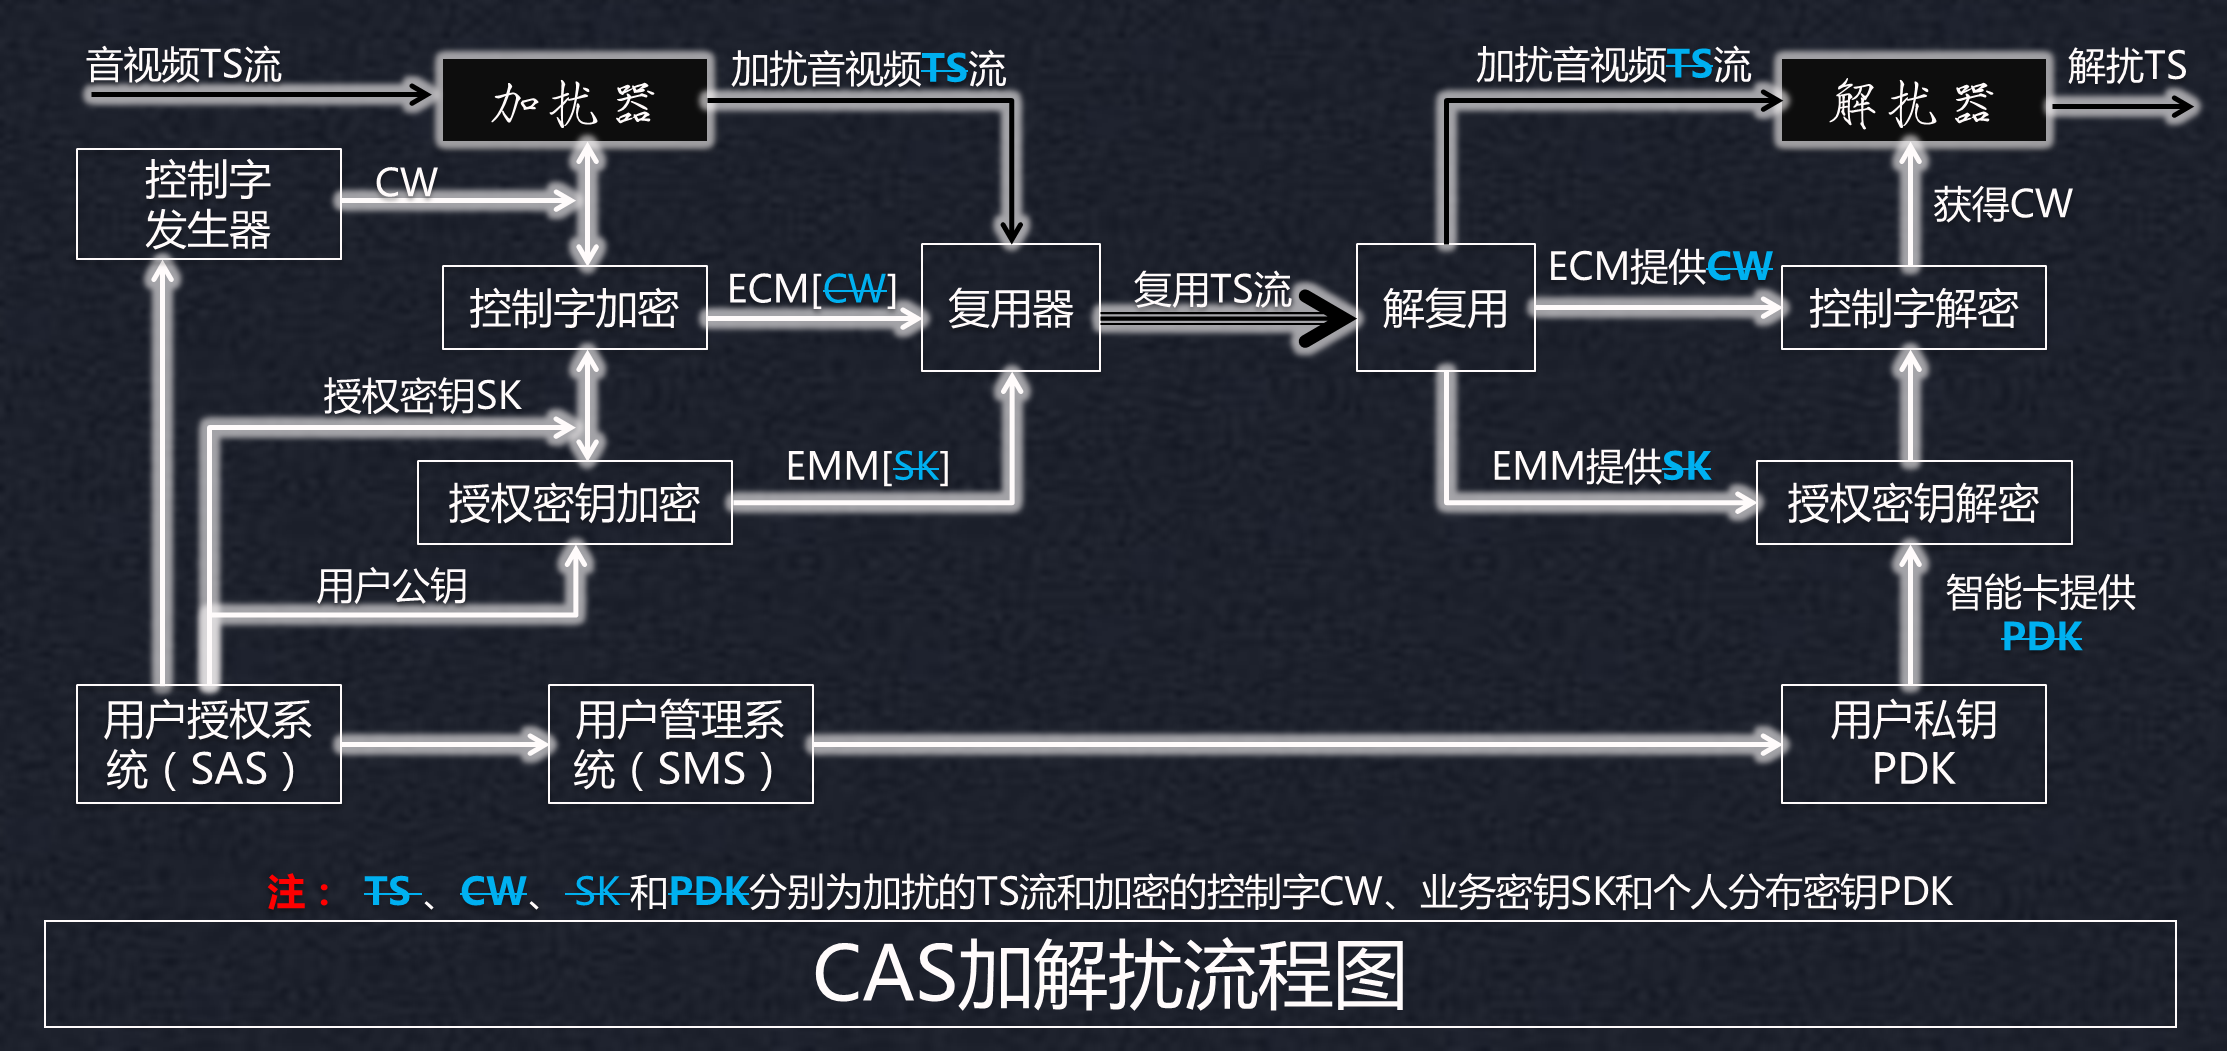 音视频TS流
加扰器
加扰音视频TS流
加扰音视频TS流
解扰器
解扰TS
控制字
发生器
CW
获得CW
控制字加密
ECM[CW]
复用器
复用TS流
解复用
ECM提供CW
控制字解密
授权密钥SK
授权密钥加密
EMM[SK]
EMM提供SK
授权密钥解密
用户公钥
智能卡提供
PDK
用户授权系
统（SAS）
用户管理系
统（SMS）
用户私钥
PDK
注： TS 、CW、 SK 和PDK分别为加扰的TS流和加密的控制字CW、业务密钥SK和个人分布密钥PDK
CAS加解扰流程图